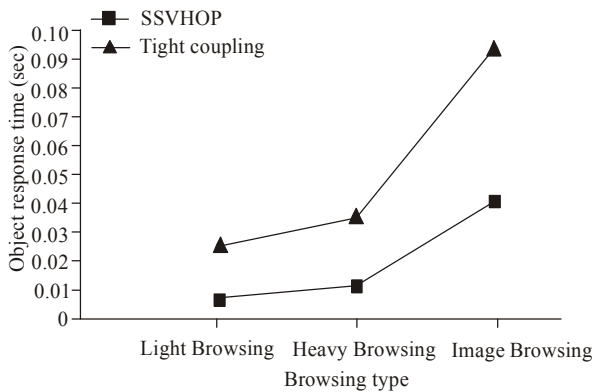 SSVHOP
Tight coupling
Object response time (sec)
0.10
0.09
0.08
0.07
0.06
0.05
0.04
0.03
0.02
0.01
0
Light Browsing Heavy Browsing Image Browsing
Browsing type